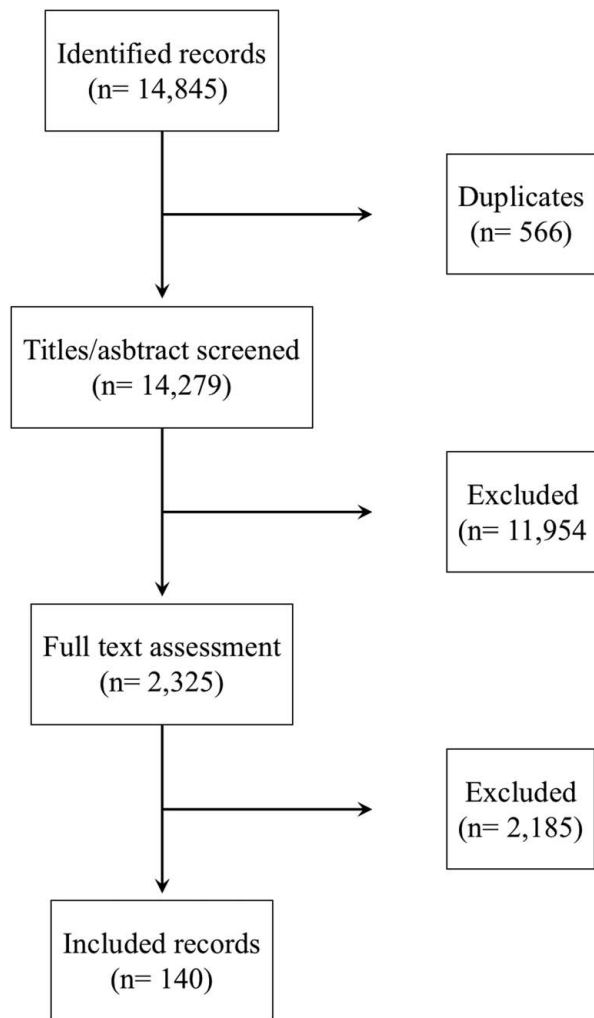 Identified records
(n= 14,845)
Duplicates
(n= 566)
Titles/asbtract screened
(n= 14,279)
Excluded
(n= 11,954
Full text assessment
(n= 2,325)
Excluded
(n= 2,185)
Included records
(n= 140)